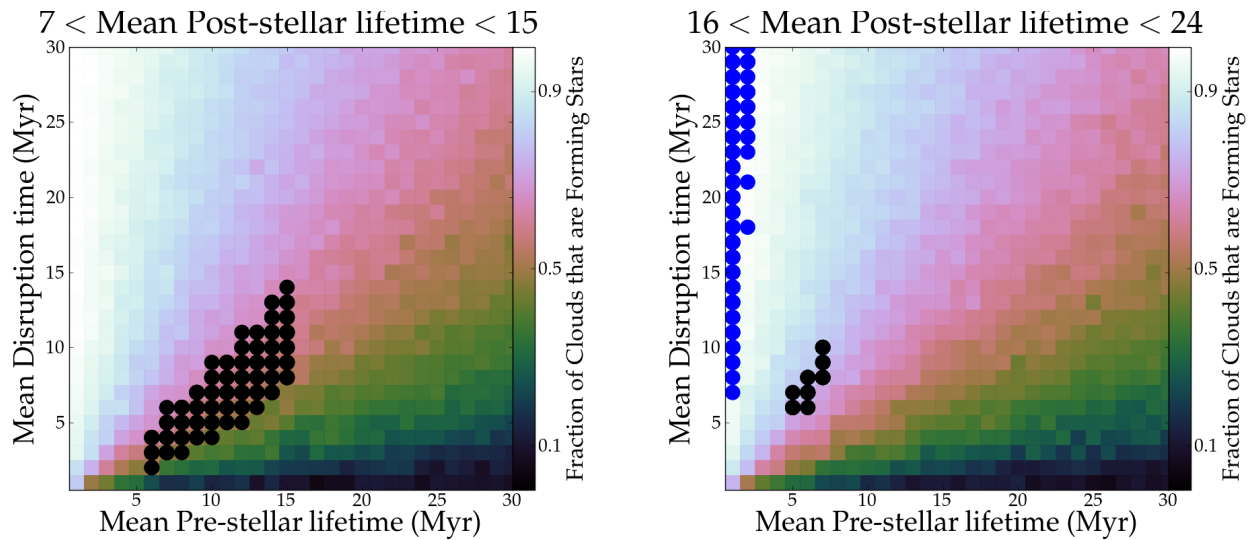 7 < Mean Post-stellar lifetime < 15
30
25
20
15
10
5
Mean Disruption time (Myr)
5 10 15 20 25 30
Mean Pre-stellar lifetime (Myr)
0.9
0.5
0.1
Fraction of Clouds that are Forming Stars
16 < Mean Post-stellar lifetime < 24
30
25
20
15
10
5
Mean Disruption time (Myr)
5 10 15 20 25 30
Mean Pre-stellar lifetime (Myr)
0.9
0.5
0.1
Fraction of Clouds that are Forming Stars